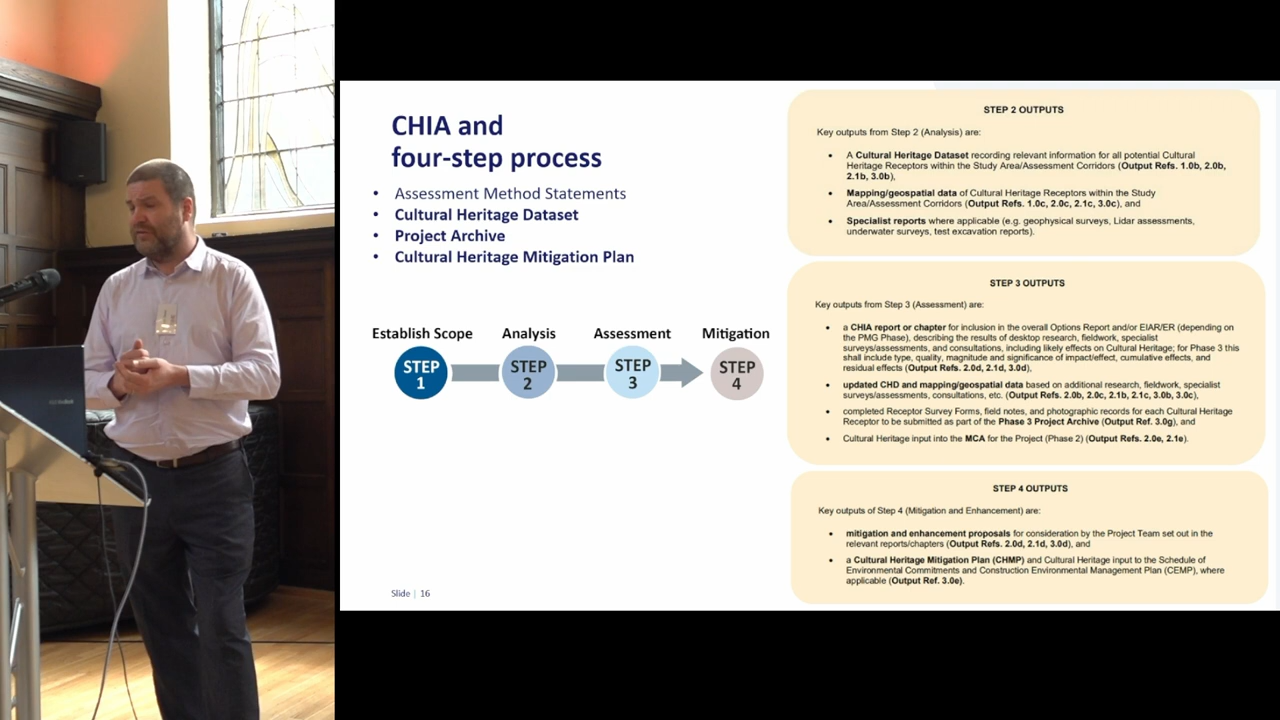 CHIA and
four-step process
• Assessment Method Statements
• Cultural Heritage Dataset
• Project Archive
• Cultural Heritage Mitigation Plan
Establish Scope
Analysis
Assessment
Mitigation
STEP
1
STEP
2
STEP
3
STEP
4
Slide | 16
STEP 2 OUTPUTS
Key outputs from Step 2 (Analysis) are:
• A Cultural Heritage Dataset recording relevant information for all potential Cultural
Heritage Receptors within the Study Area/Assessment Corridors (Output Refs. 1.0b, 2.0b,
2.1b, 3.0b),
• Mapping/geospatial data of Cultural Heritage Receptors within the Study
Area/Assessment Corridors (Output Refs. 1.0c, 2.0c, 2.1c, 3.0c), and
• Specialist reports where applicable (e.g. geophysical surveys, Lidar assessments,
underwater surveys, test excavation reports).
STEP 3 OUTPUTS
Key outputs from Step 3 (Assessment) are:
• a CHIA report or chapter for inclusion in the overall Options Report and/or EIAR/ER (depending on
the PMG Phase), describing the results of desktop research, fieldwork, specialist
surveys/assessments, and consultations, including likely effects on Cultural Heritage; for Phase 3 this
shall include type, quality, magnitude and significance of impact/effect, cumulative effects, and
residual effects (Output Refs. 2.0d, 2.1d, 3.0d),
• updated CHD and mapping/geospatial data based on additional research, fieldwork, specialist
surveys/assessments, consultations, etc. (Output Refs. 2.0b, 2.0c, 2.1b, 2.1c, 3.0b, 3.0c),
• completed Receptor Survey Forms, field notes, and photographic records for each Cultural Heritage
Receptor to be submitted as part of the Phase 3 Project Archive (Output Ref. 3.0g), and
• Cultural Heritage input into the MCA for the Project (Phase 2) (Output Refs. 2.0e, 2.1e).
STEP 4 OUTPUTS
Key outputs of Step 4 (Mitigation and Enhancement) are:
• mitigation and enhancement proposals for consideration by the Project Team set out in the
relevant reports/chapters (Output Refs. 2.0d, 2.1d, 3.0d), and
• a Cultural Heritage Mitigation Plan (CHMP) and Cultural Heritage input to the Schedule of
Environmental Commitments and Construction Environmental Management Plan (CEMP), where
applicable (Output Ref. 3.0e).